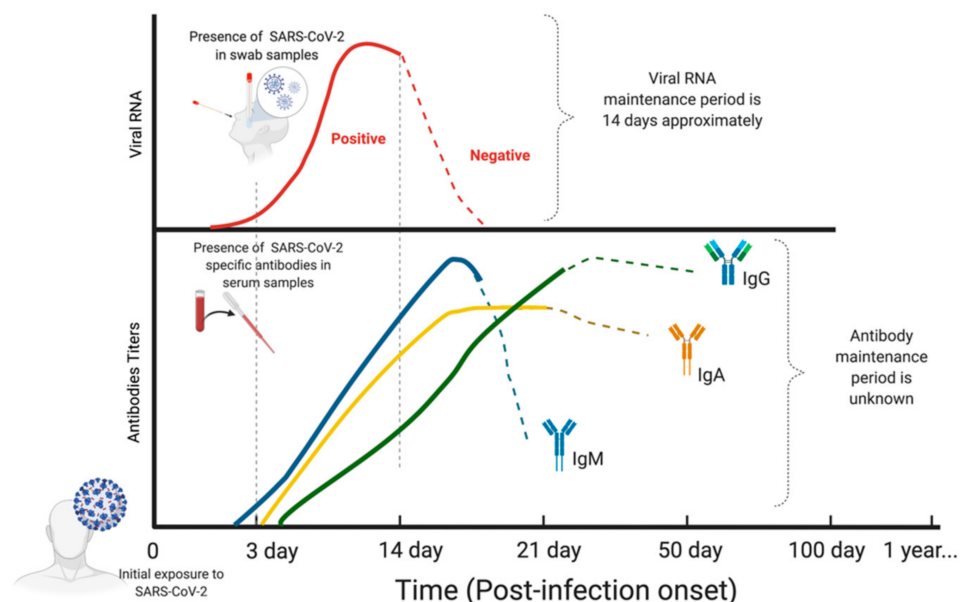 Presence of SARS-CoV-2
in swab samples
Viral RNA
Positive
Negative
Viral RNA
maintenance period is
14 days approximately
Presence of SARS-CoV-2
specific antibodies in
serum samples
Antibodies Titers
IgG
IgA
IgM
Antibody
maintenance
period is
unknown
0
3 day
14 day
21 day
50 day
100 day
1 year...
Initial exposure to
SARS-CoV-2
Time (Post-infection onset)